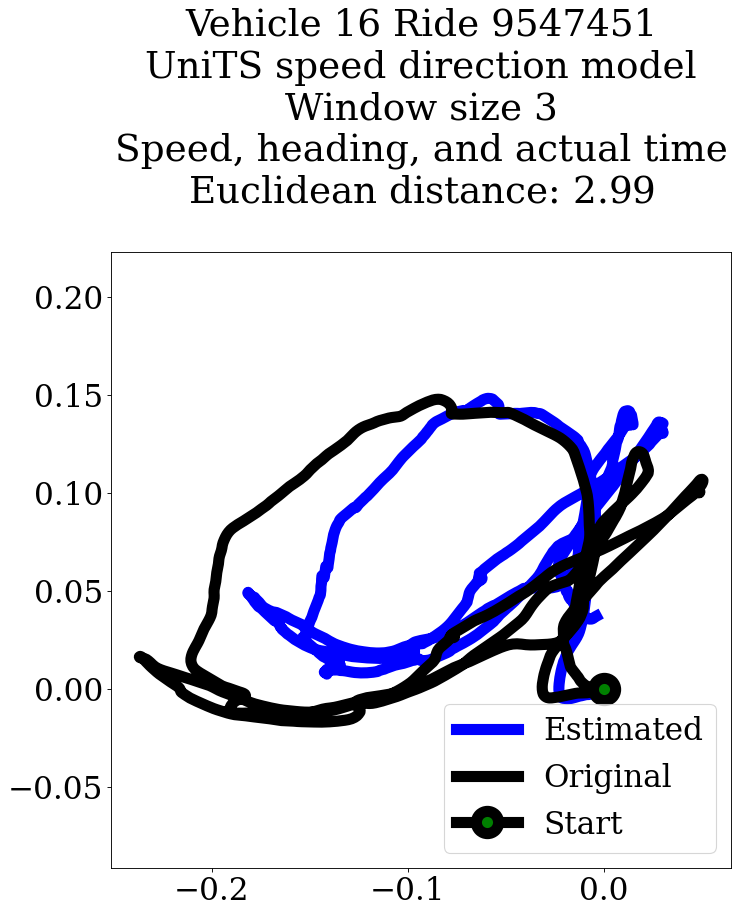 Vehicle 16 Ride 9547451
UniTS speed direction model
Window size 3
Speed, heading, and actual time
Euclidean distance: 2.99
0.20
0.15
0.10
0.05
0.00
−0.05
Estimated
Original
Start
−0.2
−0.1
0.0